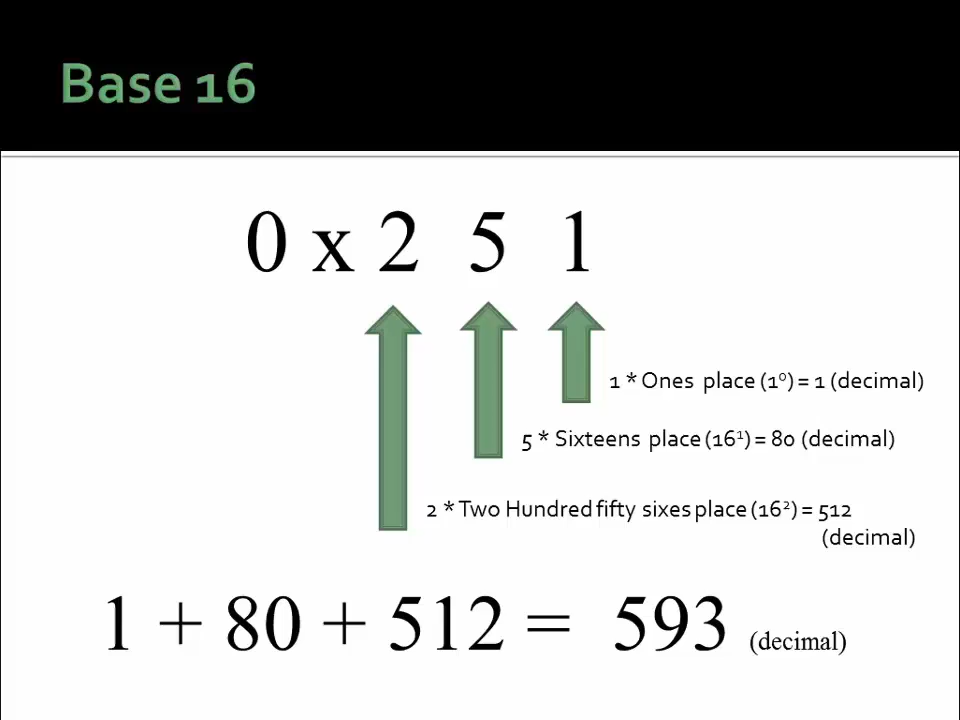 Base 16
0 x 2 5 1
1 * Ones place (1⁰) = 1 (decimal)
5 * Sixteens place (16¹) = 80 (decimal)
2 * Two Hundred fifty sixes place (16²) = 512
(decimal)
1 + 80 + 512 = 593 (decimal)